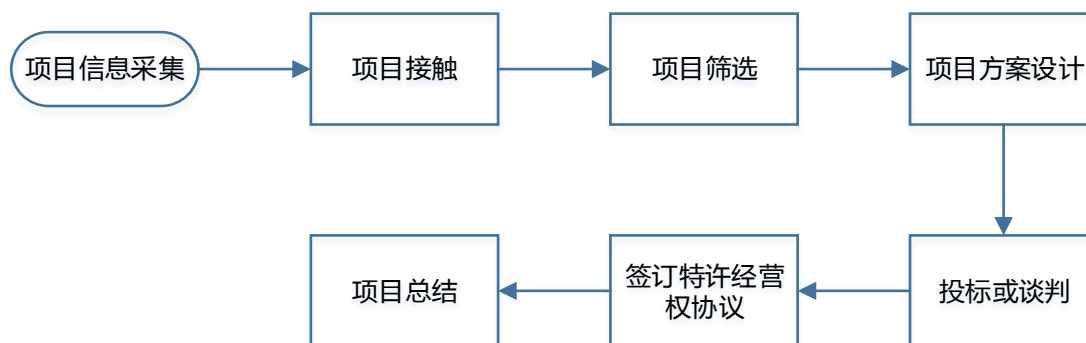 项目信息采集
项目接触
项目筛选
项目方案设计
投标或谈判
签订特许经营
权协议
项目总结